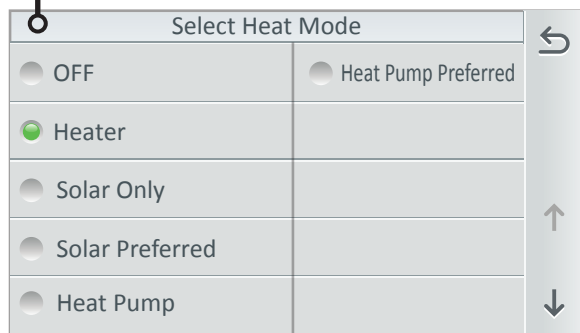 Select Heat Mode
OFF
Heat Pump Preferred
Heater
Solar Only
Solar Preferred
Heat Pump